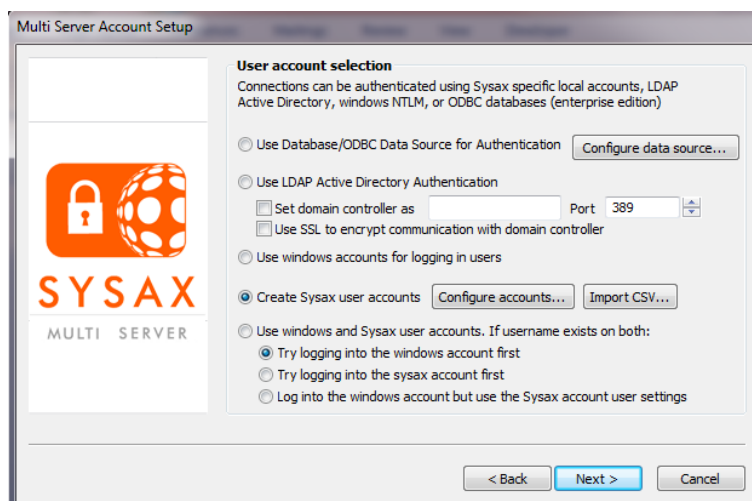 Multi Server Account Setup
User account selection
Connections can be authenticated using Sysax specific local accounts, LDAP
Active Directory, windows NTLM, or ODBC databases (enterprise edition)
Use Database/ODBC Data Source for Authentication Configure data source...
Use LDAP Active Directory Authentication
Set domain controller as Port 389
Use SSL to encrypt communication with domain controller
Use windows accounts for logging in users
SYSAX
MULTI SERVER
Create Sysax user accounts Configure accounts... Import CSV...
Use windows and Sysax user accounts. If username exists on both:
Try logging into the windows account first
Try logging into the sysax account first
Log into the windows account but use the Sysax account user settings
< Back Next > Cancel